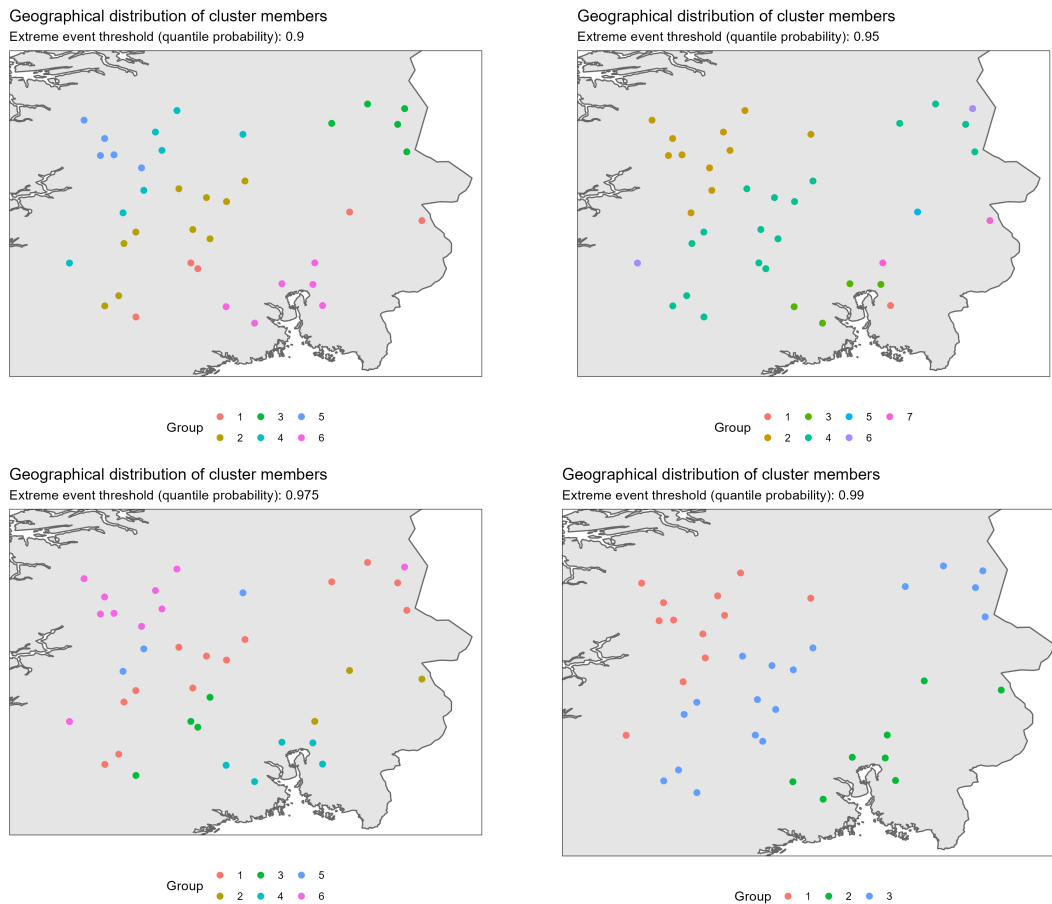 Geographical distribution of cluster members
Extreme event threshold (quantile probability): 0.9
Group
1 3 5
2 4 6
Geographical distribution of cluster members
Extreme event threshold (quantile probability): 0.95
Group
1 3 5 7
2 4 6
Geographical distribution of cluster members
Extreme event threshold (quantile probability): 0.975
Group
1 3 5
2 4 6
Geographical distribution of cluster members
Extreme event threshold (quantile probability): 0.99
Group 1 2 3